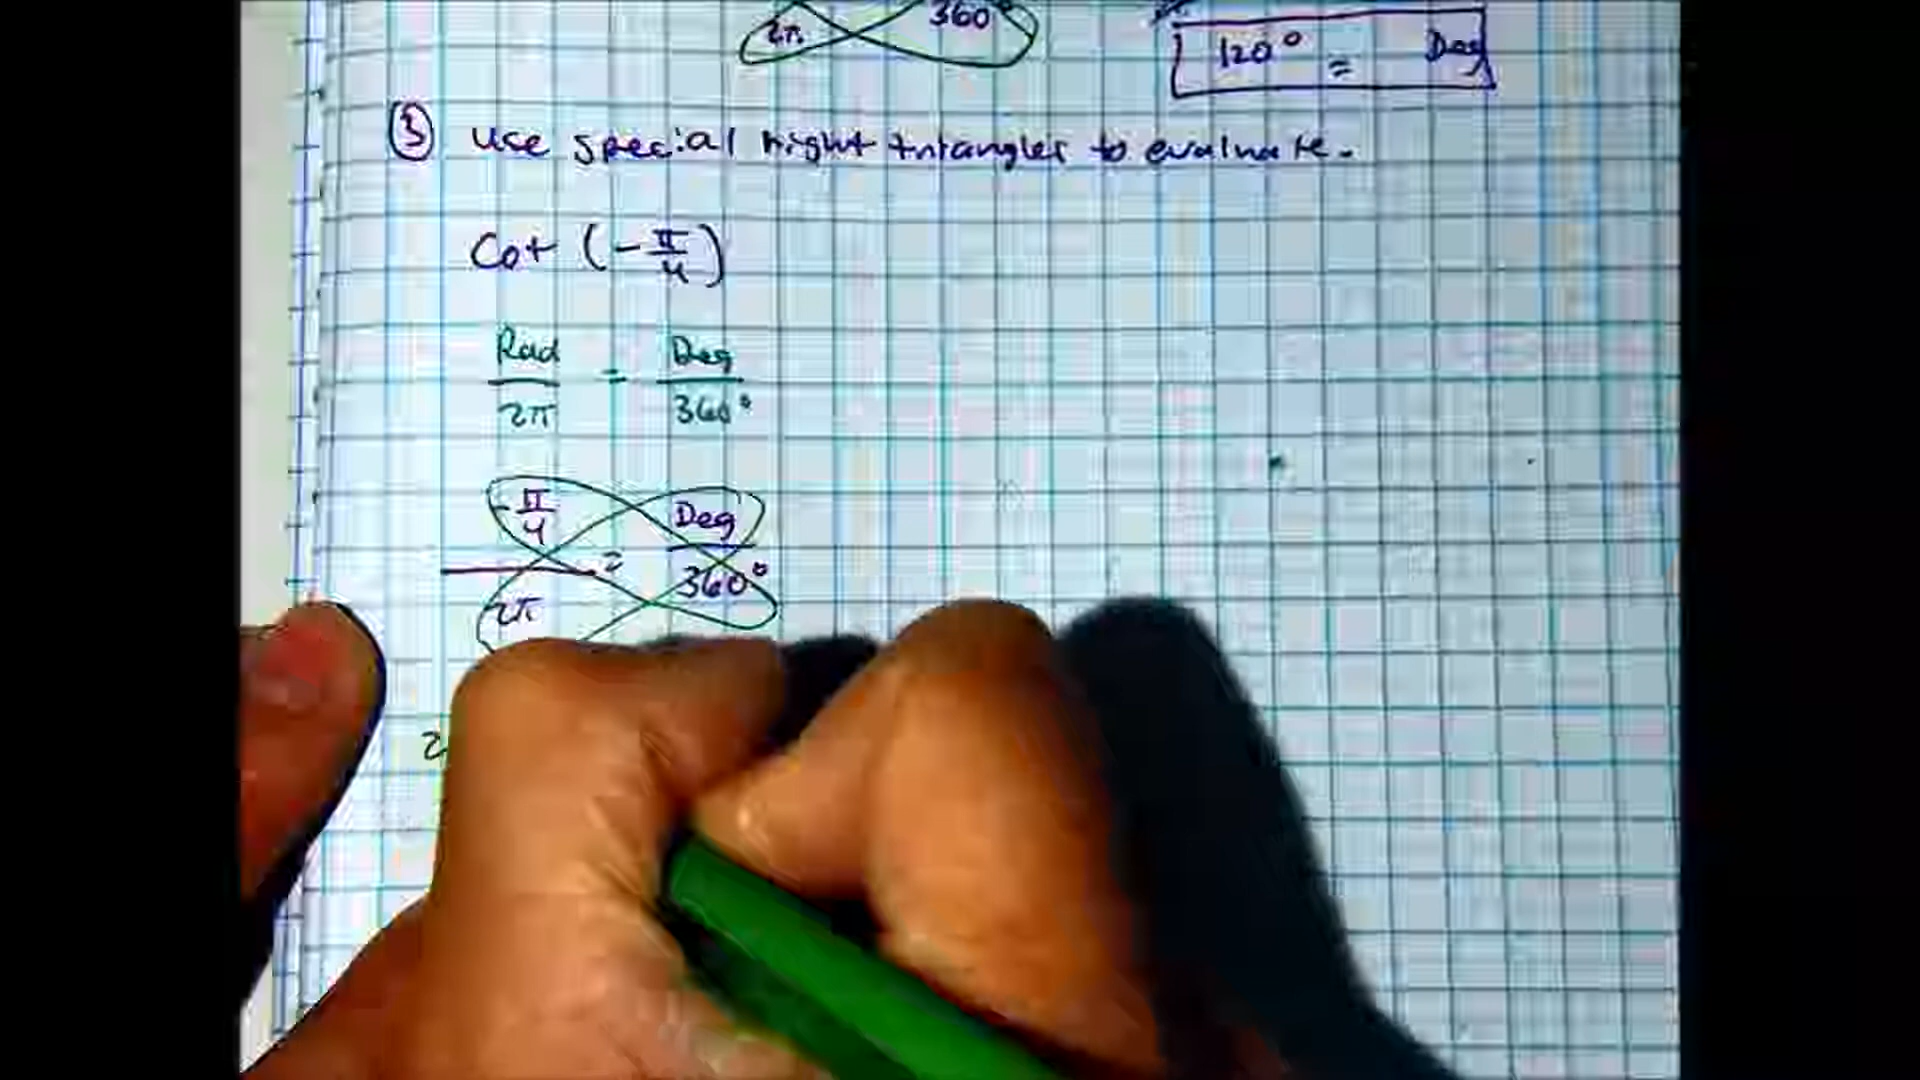 2π 360°
120° = Deg
3 Use special right triangles to evaluate.
Cot (-π/4)
Rad/2π = Deg/360°
-π/4 / 2π = Deg/360°
2